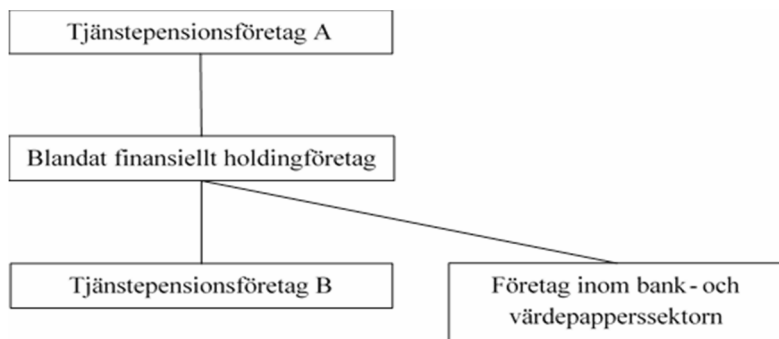 Tjänstepensionsföretag A
Blandat finansiellt holdingföretag
Tjänstepensionsföretag B
Företag inom bank- och
värdepapperssektorn